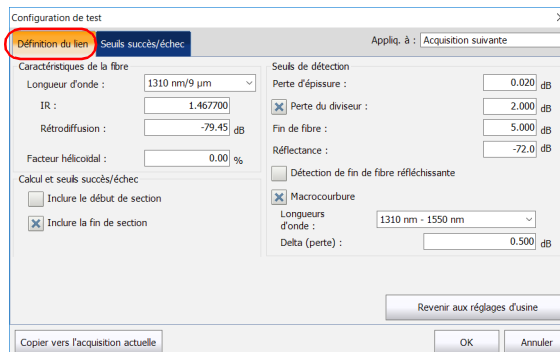 Configuration de test
Définition du lien
Seuils succès/échec
Appliq. à :
Acquisition suivante
Caractéristiques de la fibre
Longueur d'onde :
1310 nm/9 µm
IR :
1.467700
Rétrodiffusion :
-79.45 dB
Facteur hélicoïdal :
0.00 %
Calcul et seuils succès/échec
Inclure le début de section
Inclure la fin de section
Seuils de détection
Perte d'épissure :
0.020 dB
Perte du diviseur :
2.000 dB
Fin de fibre :
5.000 dB
Réflectance :
-72.0 dB
Détection de fin de fibre réfléchissante
Macrocourbure
Longueurs
d'onde :
1310 nm - 1550 nm
Delta (perte) :
0.500 dB
Revenir aux réglages d'usine
Copier vers l'acquisition actuelle
OK
Annuler